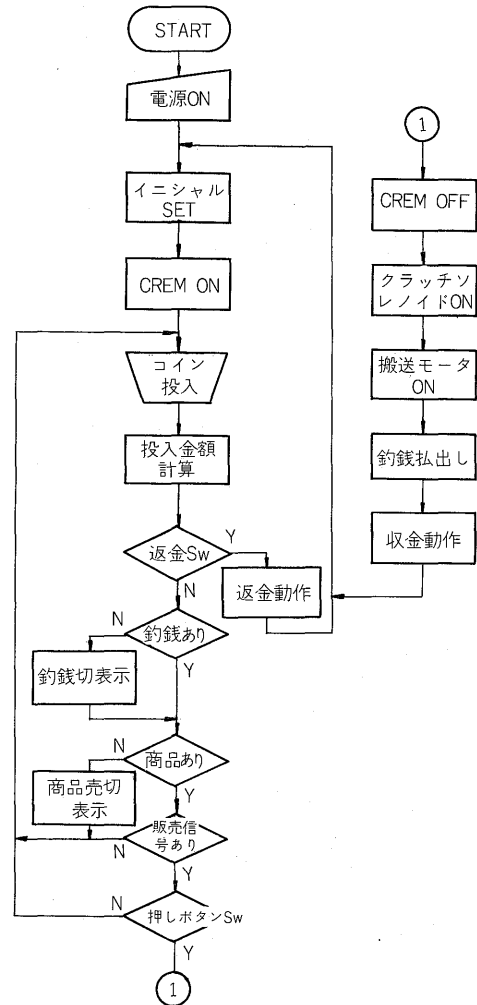 START
電源ON
イニシャル
SET
CREM ON
コイン
投入
投入金額
計算
返金Sw
Y
N
返金動作
釣銭あり
N
Y
釣銭切表示
商品あり
N
Y
商品売切
表示
販売信
号あり
N
Y
押しボタンSw
N
Y
1
1
CREM OFF
クラッチソ
レノイドON
搬送モータ
ON
釣銭払出し
収金動作